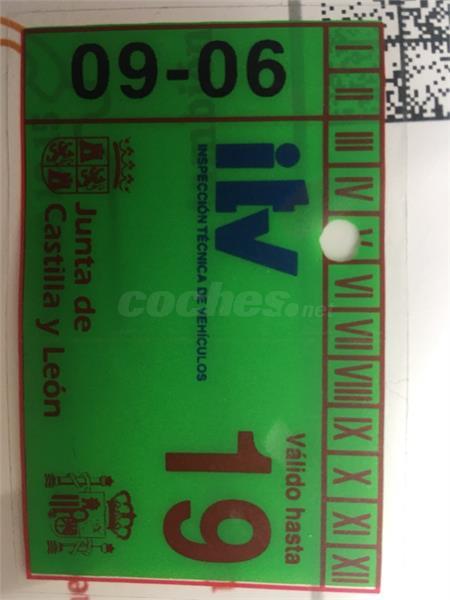 09-06
I II III IV V VI VII VIII IX X XI XII
itv
INSPECCIÓN TÉCNICA DE VEHÍCULOS
Junta de
Castilla y León
Válido hasta
19
coches.net